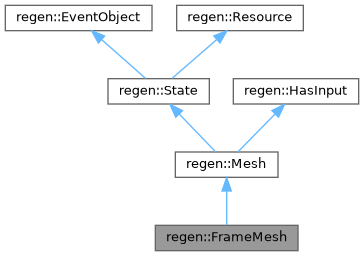 regen::EventObject
regen::Resource
regen::State
regen::HasInput
regen::Mesh
regen::FrameMesh